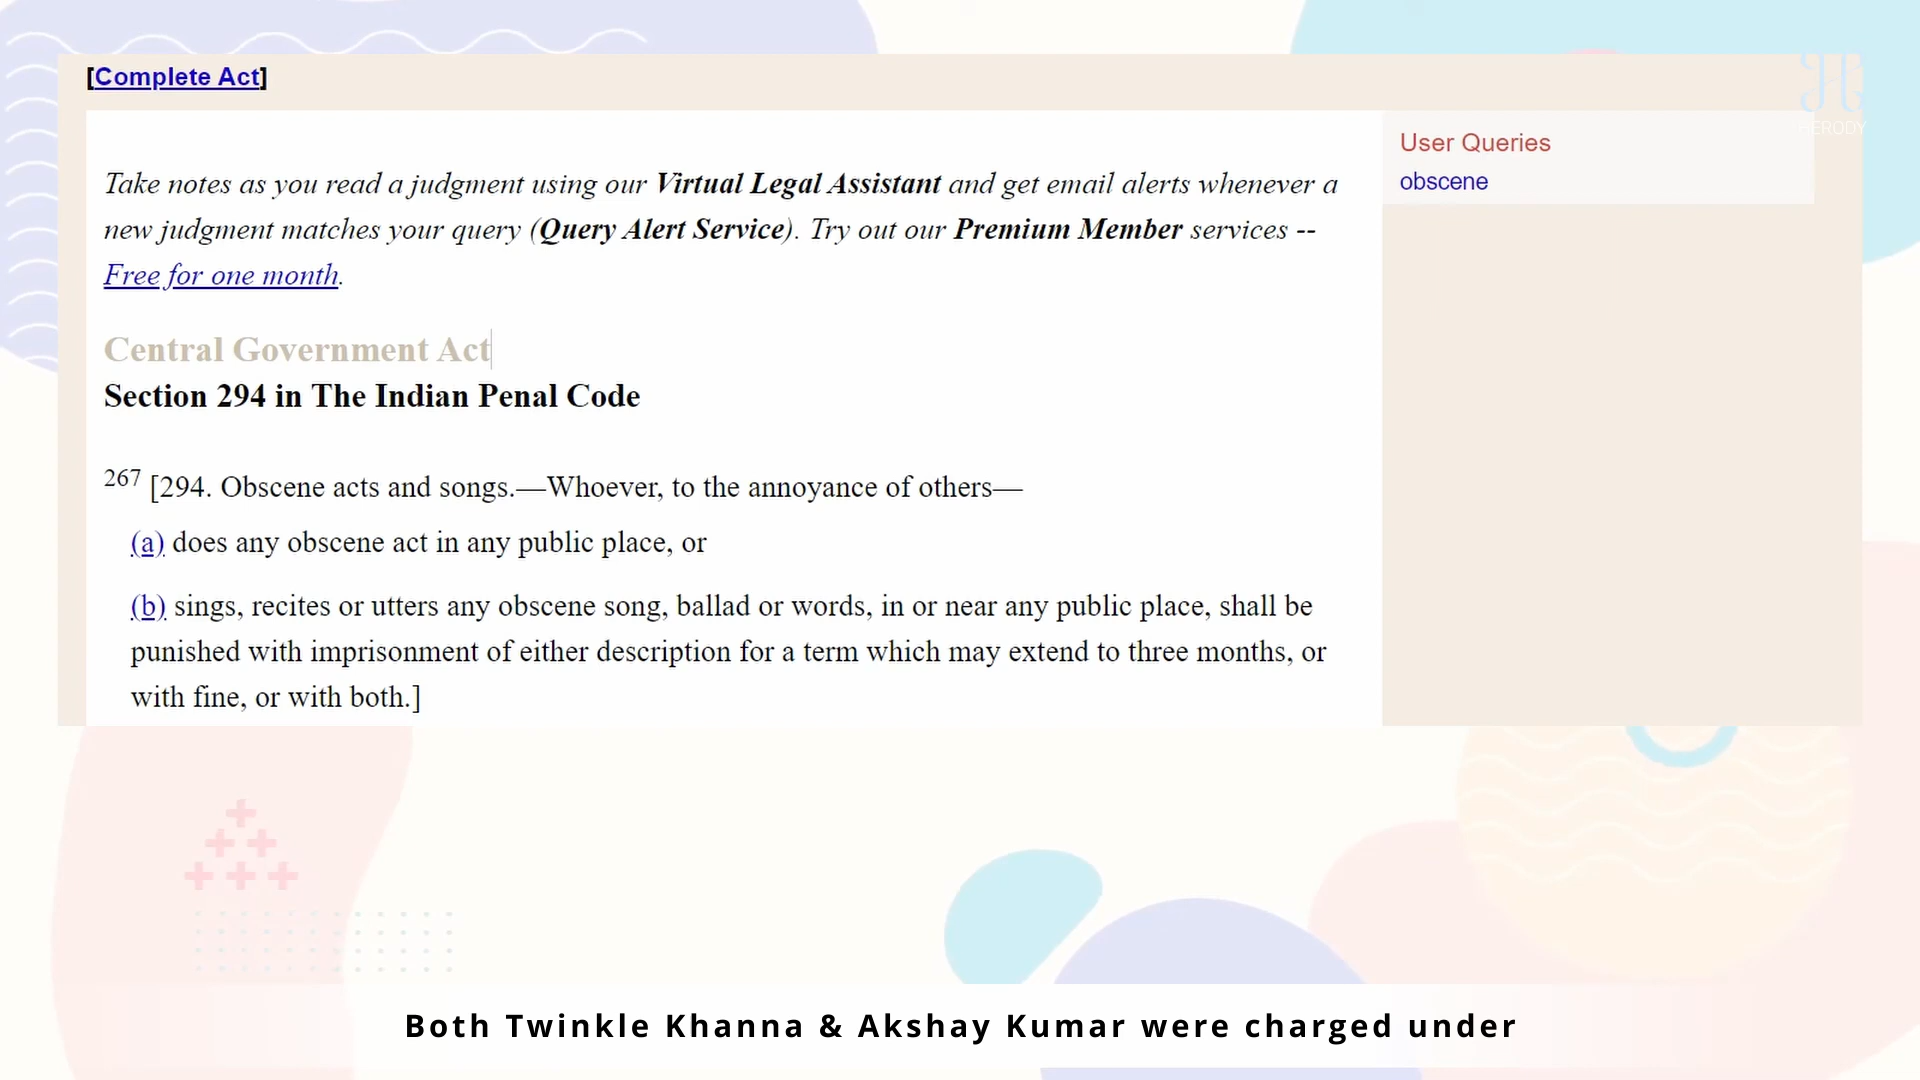 [Complete Act]
HERODY
User Queries
obscene
Take notes as you read a judgment using our Virtual Legal Assistant and get email alerts whenever a
new judgment matches your query (Query Alert Service). Try out our Premium Member services --
Free for one month.
Central Government Act
Section 294 in The Indian Penal Code
267 [294. Obscene acts and songs.—Whoever, to the annoyance of others—
(a) does any obscene act in any public place, or
(b) sings, recites or utters any obscene song, ballad or words, in or near any public place, shall be
punished with imprisonment of either description for a term which may extend to three months, or
with fine, or with both.]
Both Twinkle Khanna & Akshay Kumar were charged under